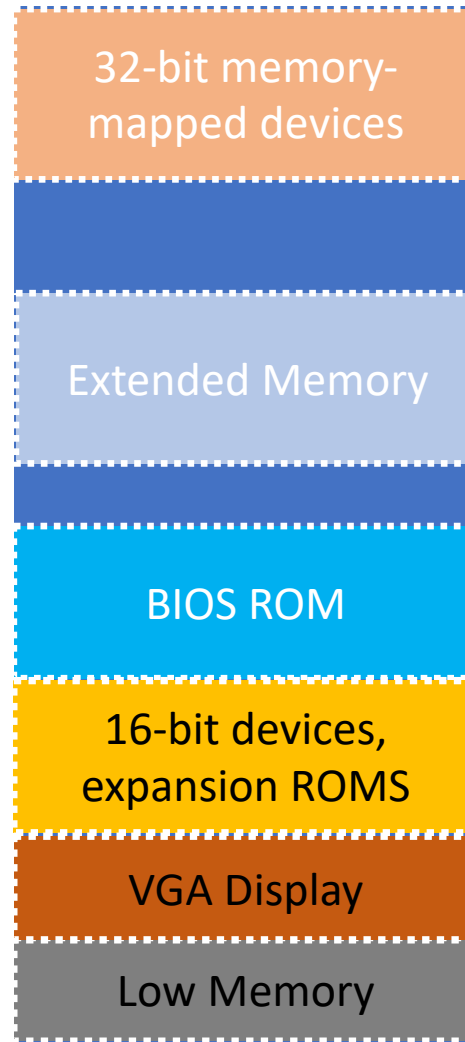 32-bit memory-
mapped devices
Extended Memory
BIOS ROM
16-bit devices,
expansion ROMS
VGA Display
Low Memory